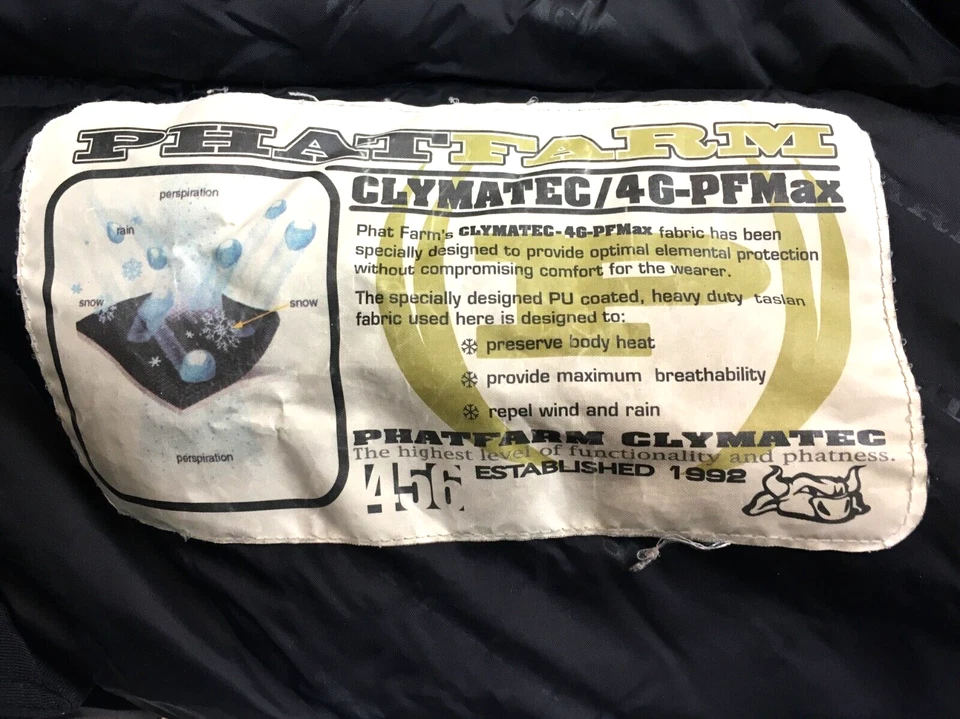 PHATFARM
perspiration
rain
snow
snow
perspiration
CLYMATEC/4G-PFMax
Phat Farm's CLYMATEC-4G-PFMax fabric has been
specially designed to provide optimal elemental protection
without compromising comfort for the wearer.
The specially designed PU coated, heavy duty taslan
fabric used here is designed to:
preserve body heat
provide maximum breathability
repel wind and rain
PHATFARM CLYMATEC
The highest level of functionality and phatness.
456 ESTABLISHED 1992